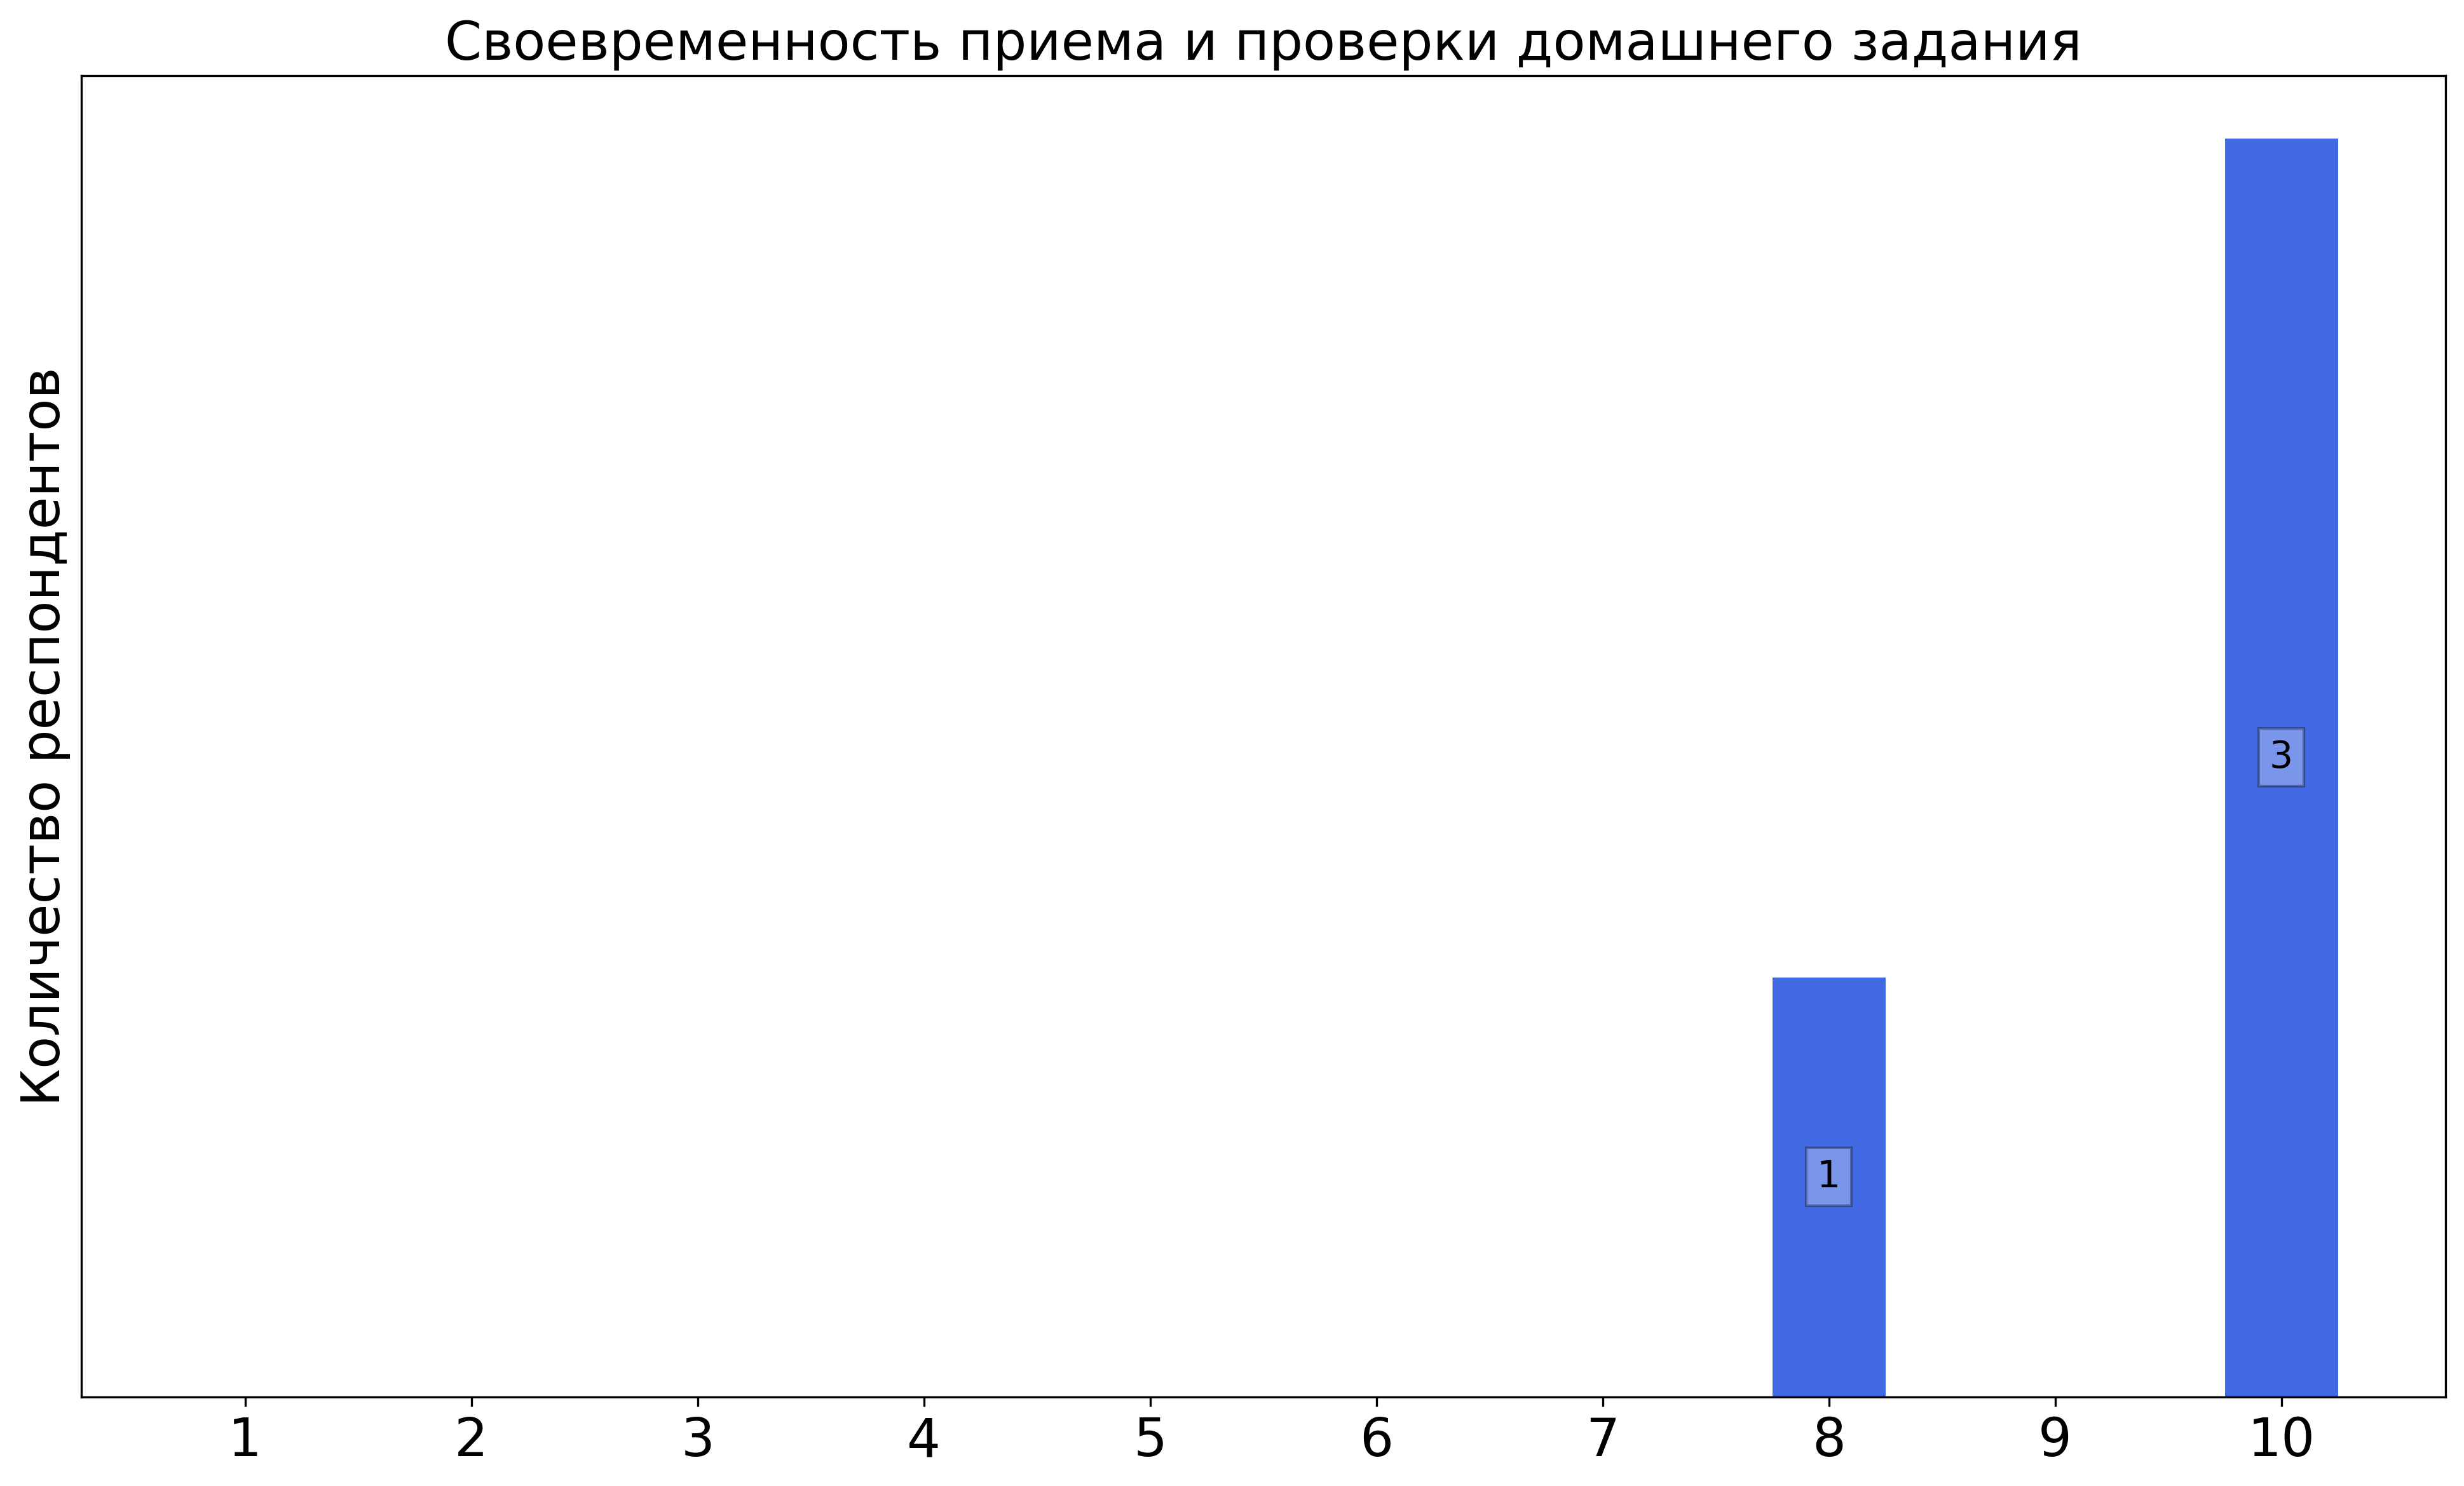 Своевременность приема и проверки домашнего задания
Количество респондентов
3
1
1 2 3 4 5 6 7 8 9 10